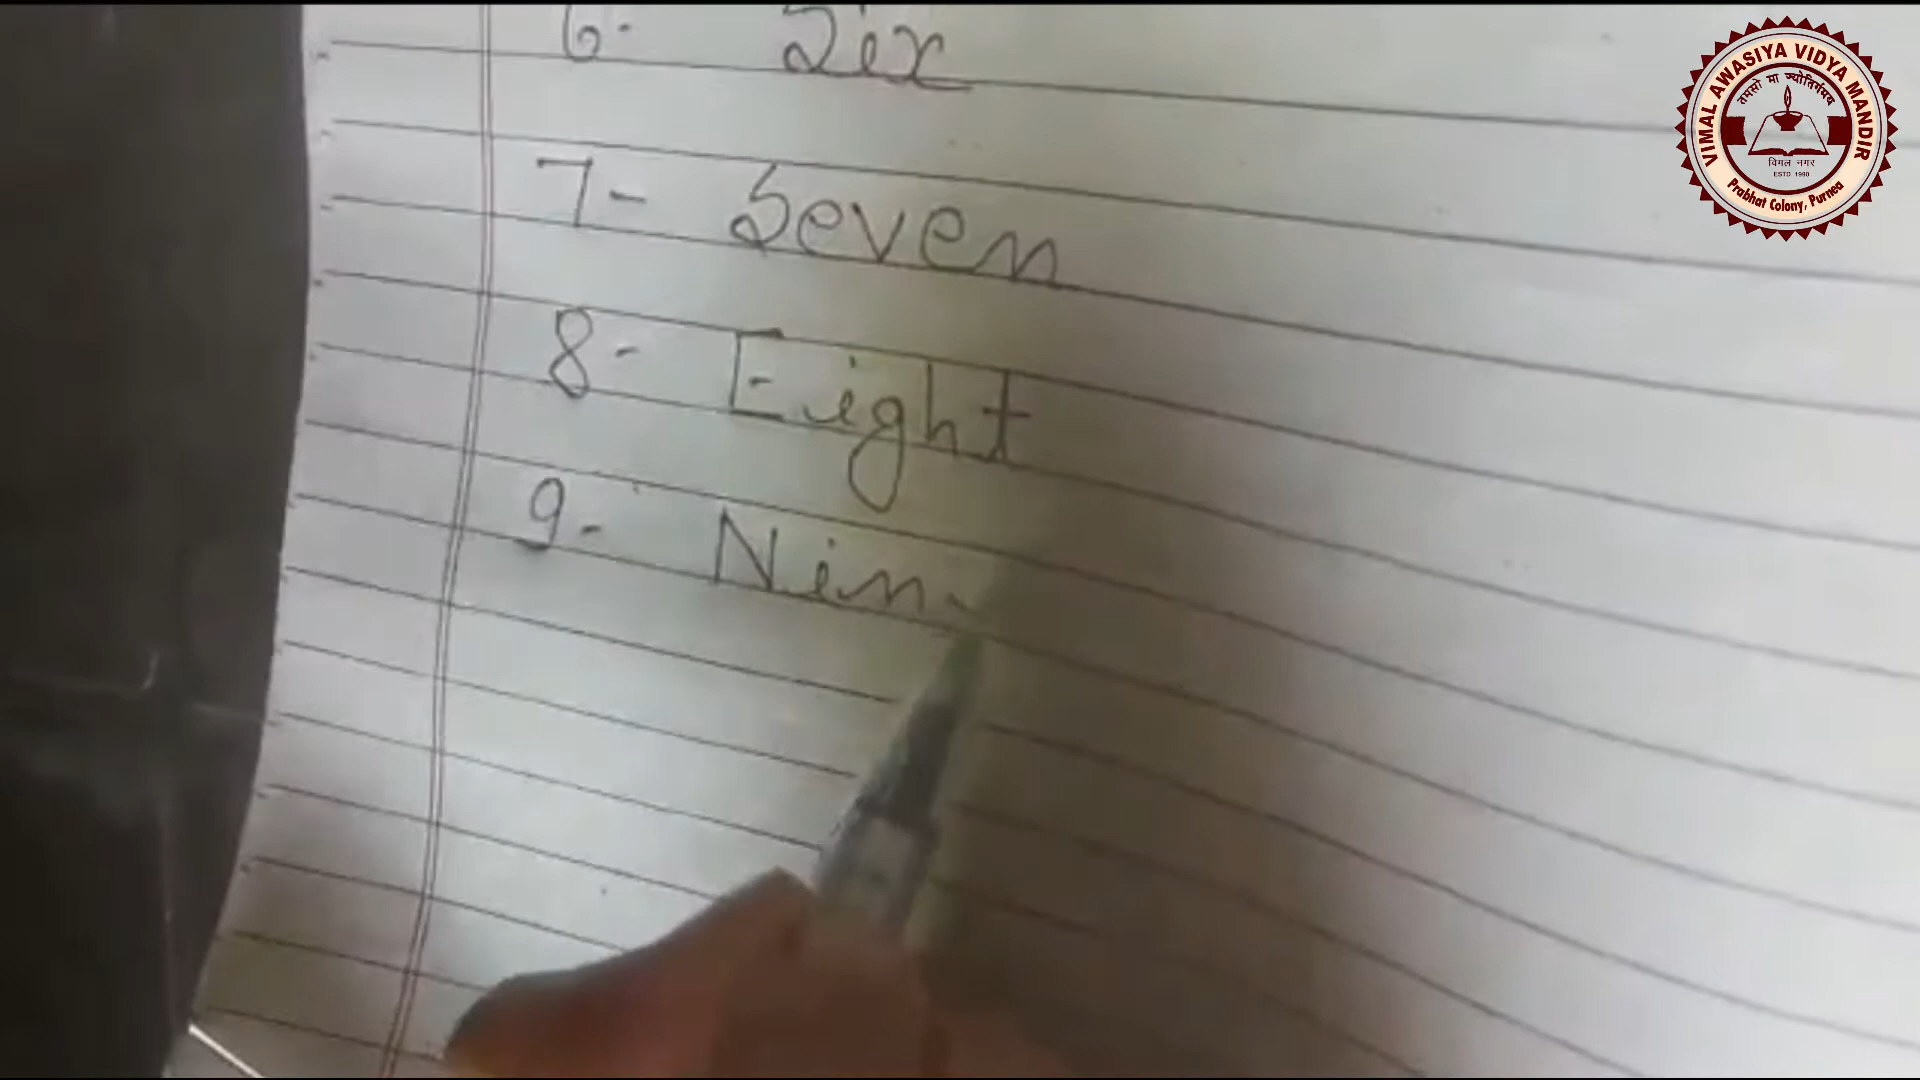 6- Six
7- Seven
8- Eight
9- Nin
VIMAL AWASIYA VIDYA MANDIR
तमसो मा ज्योतिर्गमय
विमल नगर
ESTD 1990
Prabhat Colony, Purnea